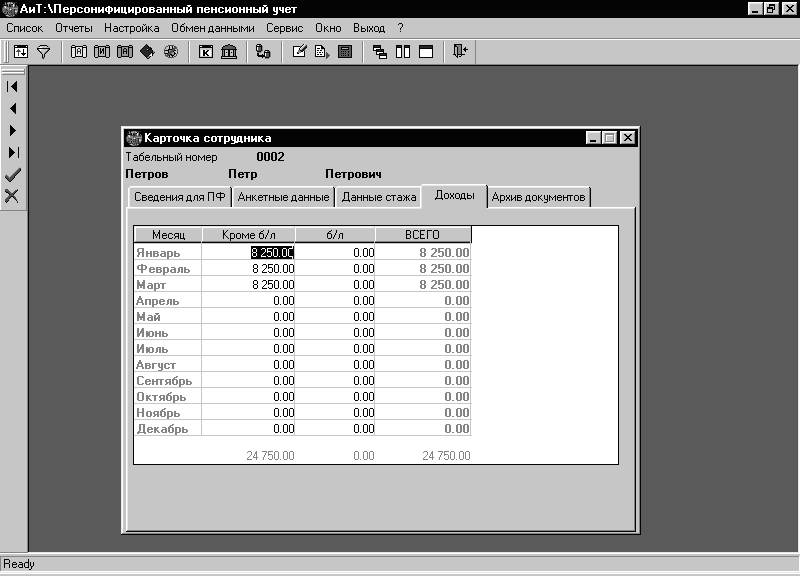 АиТ:\Персонифицированный пенсионный учет
Список Отчеты Настройка Обмен данными Сервис Окно Выход ?
Карточка сотрудника
Табельный номер 0002
Петров Петр Петрович
Сведения для ПФ Анкетные данные Данные стажа Доходы Архив документов
Месяц Кроме б/л б/л ВСЕГО
Январь 8 250.00 0.00 8 250.00
Февраль 8 250.00 0.00 8 250.00
Март 8 250.00 0.00 8 250.00
Апрель 0.00 0.00 0.00
Май 0.00 0.00 0.00
Июнь 0.00 0.00 0.00
Июль 0.00 0.00 0.00
Август 0.00 0.00 0.00
Сентябрь 0.00 0.00 0.00
Октябрь 0.00 0.00 0.00
Ноябрь 0.00 0.00 0.00
Декабрь 0.00 0.00 0.00
24 750.00 0.00 24 750.00
Ready